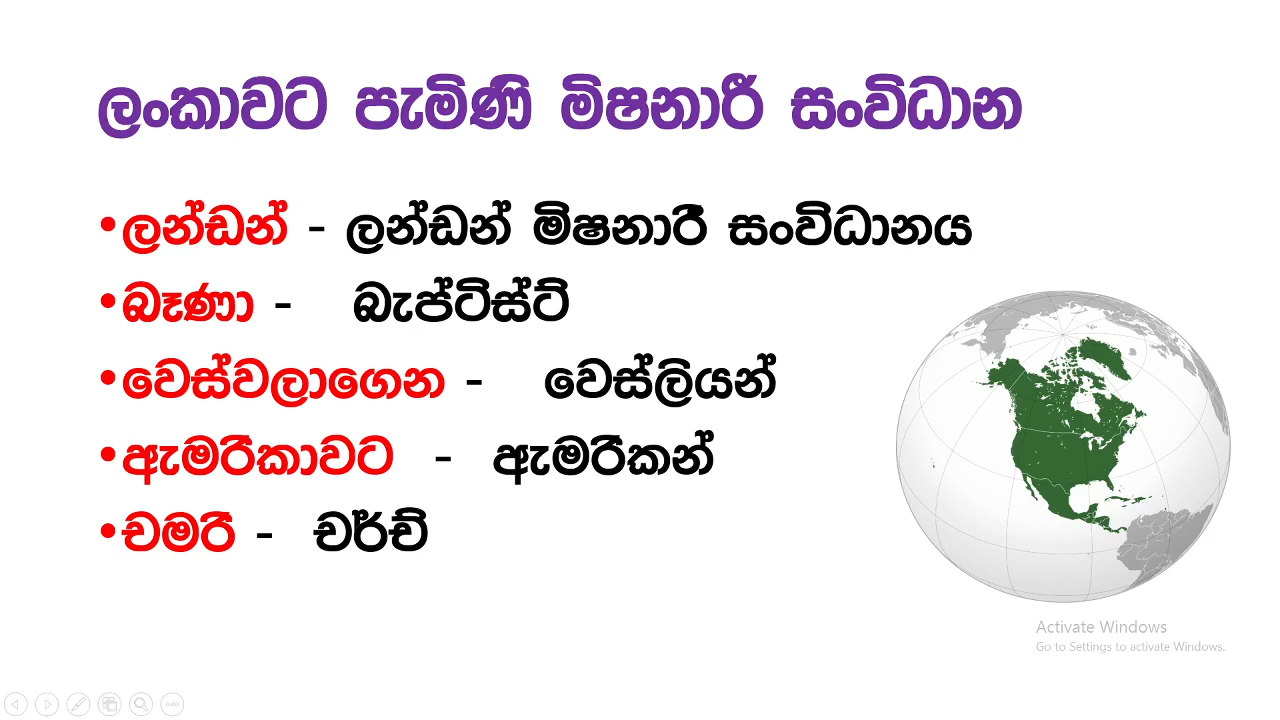 ලංකාවට පැමිණි මිෂනාරී සංවිධාන
•ලන්ඩන් - ලන්ඩන් මිෂනාරී සංවිධානය
•බෑණා - බැප්ටිස්ට්
•වෙස්වලාගෙන - වෙස්ලියන්
•ඇමරිකාවට - ඇමරිකන්
•චමරි - චර්ච්
Activate Windows
Go to Settings to activate Windows.